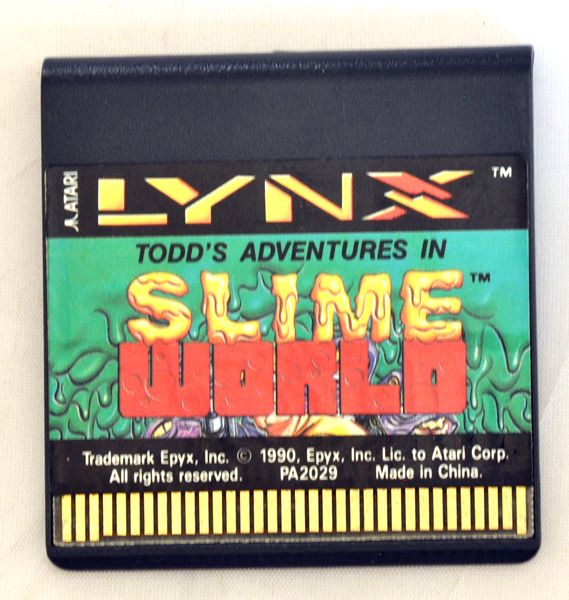 ATARI
LYNX™
TODD'S ADVENTURES IN
SLIME™
WORLD
Trademark Epyx, Inc. © 1990, Epyx, Inc. Lic. to Atari Corp.
All rights reserved. PA2029 Made in China.